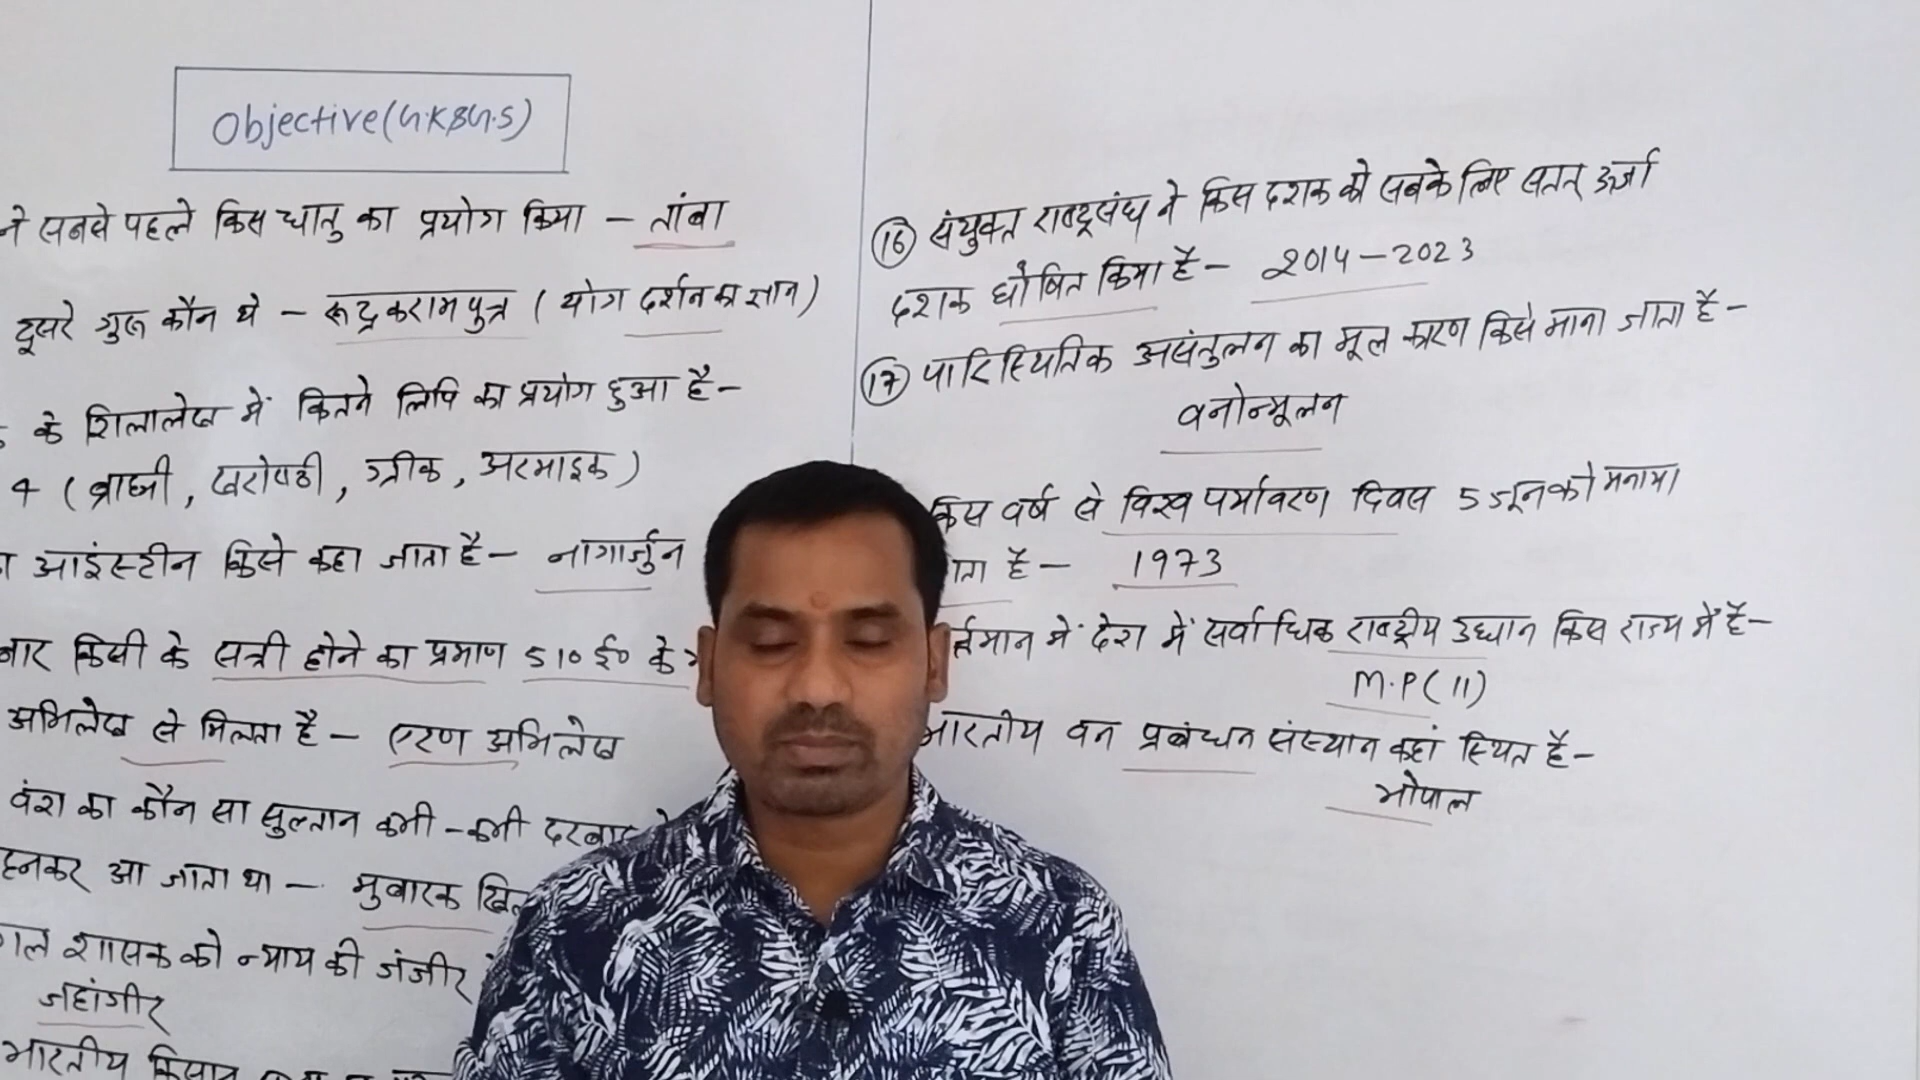 Objective(G.K&G.S)
ने सबसे पहले किस धातु का प्रयोग किया – तांबा
दूसरे गुरू कौन थे – रूद्रकरामपुत्र ( योग दर्शन का ज्ञान )
के शिलालेख में कितने लिपि का प्रयोग हुआ है –
4 ( ब्राह्मी , खरोष्ठी , ग्रीक , अरमाइक )
आइंस्टीन किसे कहा जाता है – नागार्जुन
बार किसी के सत्री होने का प्रमाण 510 ई० के
अभिलेख से मिलता है – एरण अभिलेख
वंश का कौन सा सुल्तान कभी – कभी दरबार
हनकर आ जाता था – मुबारक खि
शासक को न्याय की जंजीर
जहांगीर
भारतीय किसान
16 संयुक्त राष्ट्रसंघ ने किस दशक को सबके लिए सतत् ऊर्जा
दशक घोषित किया है – 2014 – 2023
17 पारिस्थितिक असंतुलन का मूल कारण किसे माना जाता है –
वनोन्मूलन
किस वर्ष से विश्व पर्यावरण दिवस 5 जून को मनाया
ता है – 1973
र्तमान में देश में सर्वाधिक राष्ट्रीय उद्यान किस राज्य में है –
M.P ( 11 )
भारतीय वन प्रबंधन संस्थान कहां स्थित है –
भोपाल